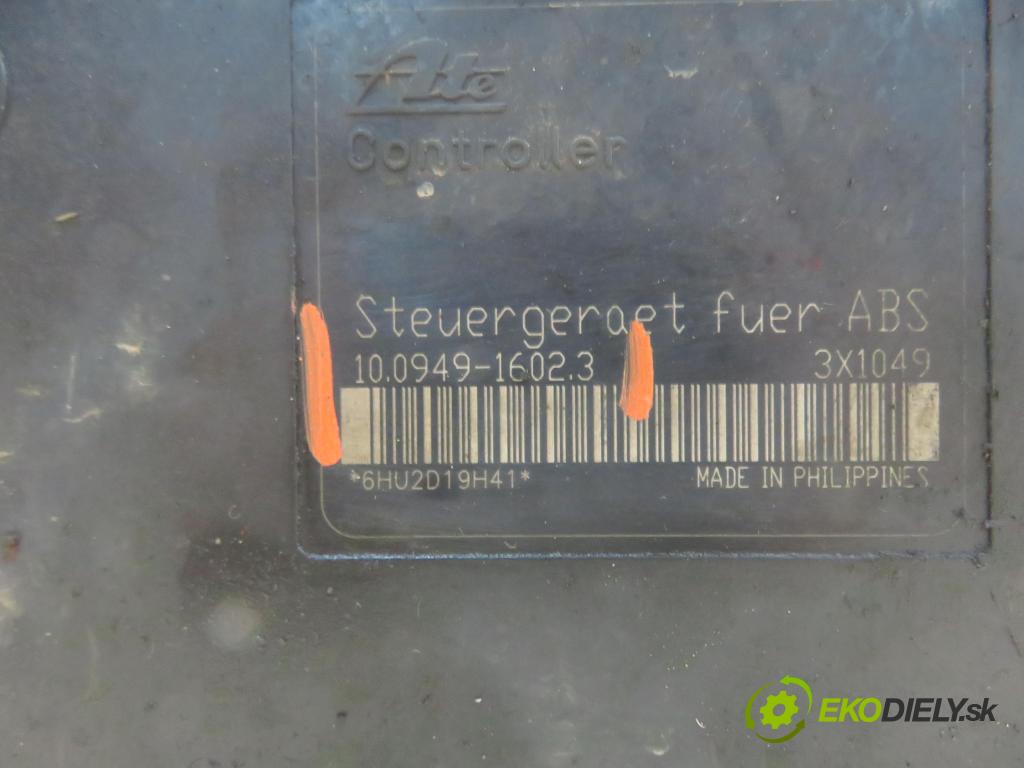 Ate
Controller
Steuergeraet fuer ABS
10.0949-1602.3 3X1049
*6HU2D19H41* MADE IN PHILIPPINES
EKODIELY.sk